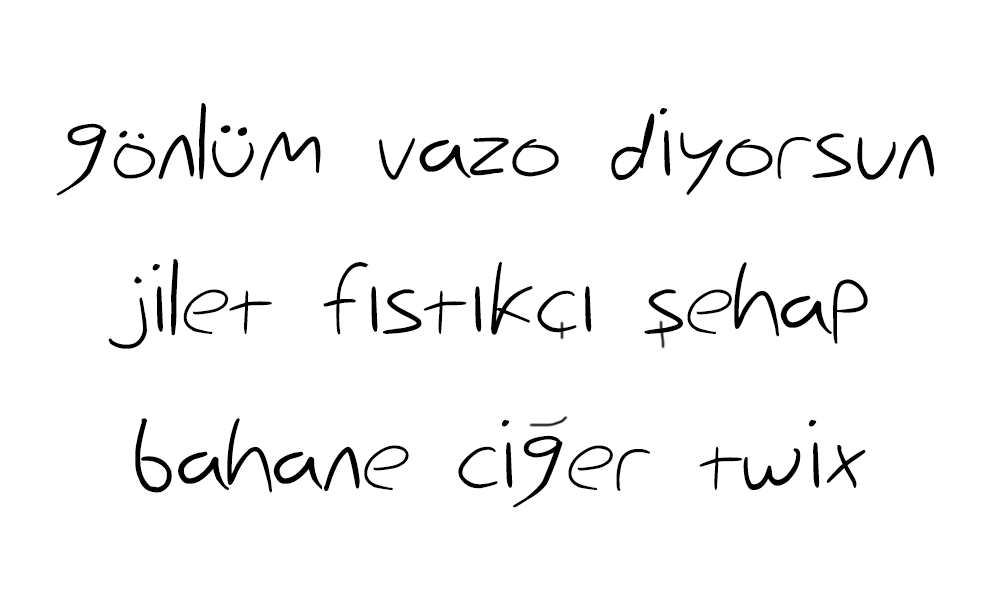 gönlüm vazo diyorsun
jilet fıstıkçı şehap
bahane ciğer twix